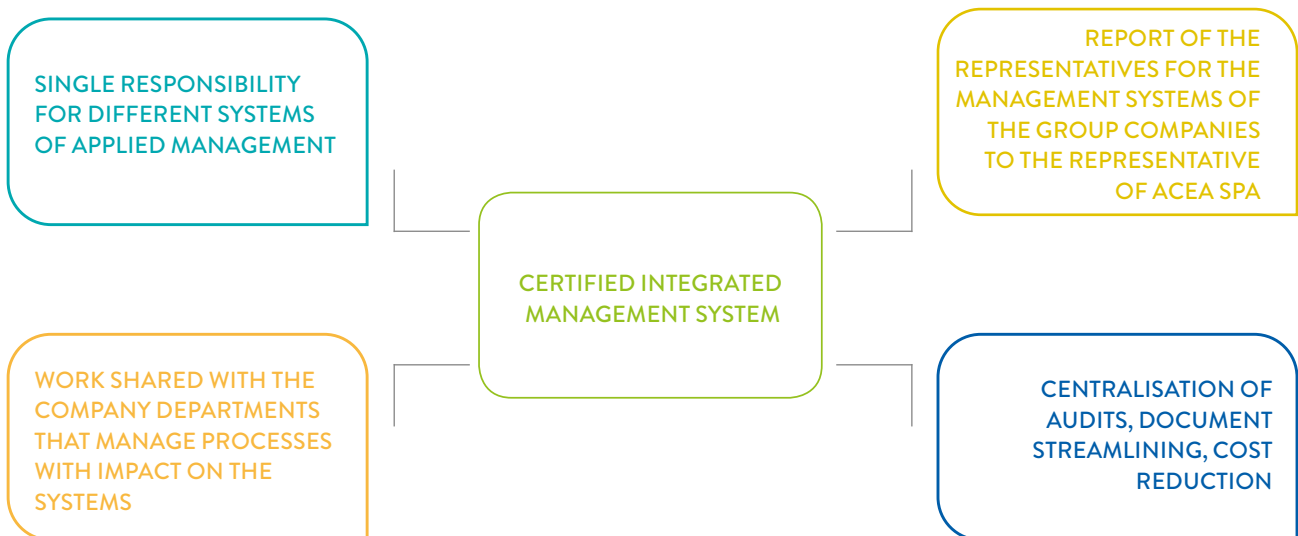 SINGLE RESPONSIBILITY
FOR DIFFERENT SYSTEMS
OF APPLIED MANAGEMENT
REPORT OF THE
REPRESENTATIVES FOR THE
MANAGEMENT SYSTEMS OF
THE GROUP COMPANIES
TO THE REPRESENTATIVE
OF ACEA SPA
CERTIFIED INTEGRATED
MANAGEMENT SYSTEM
WORK SHARED WITH THE
COMPANY DEPARTMENTS
THAT MANAGE PROCESSES
WITH IMPACT ON THE
SYSTEMS
CENTRALISATION OF
AUDITS, DOCUMENT
STREAMLINING, COST
REDUCTION